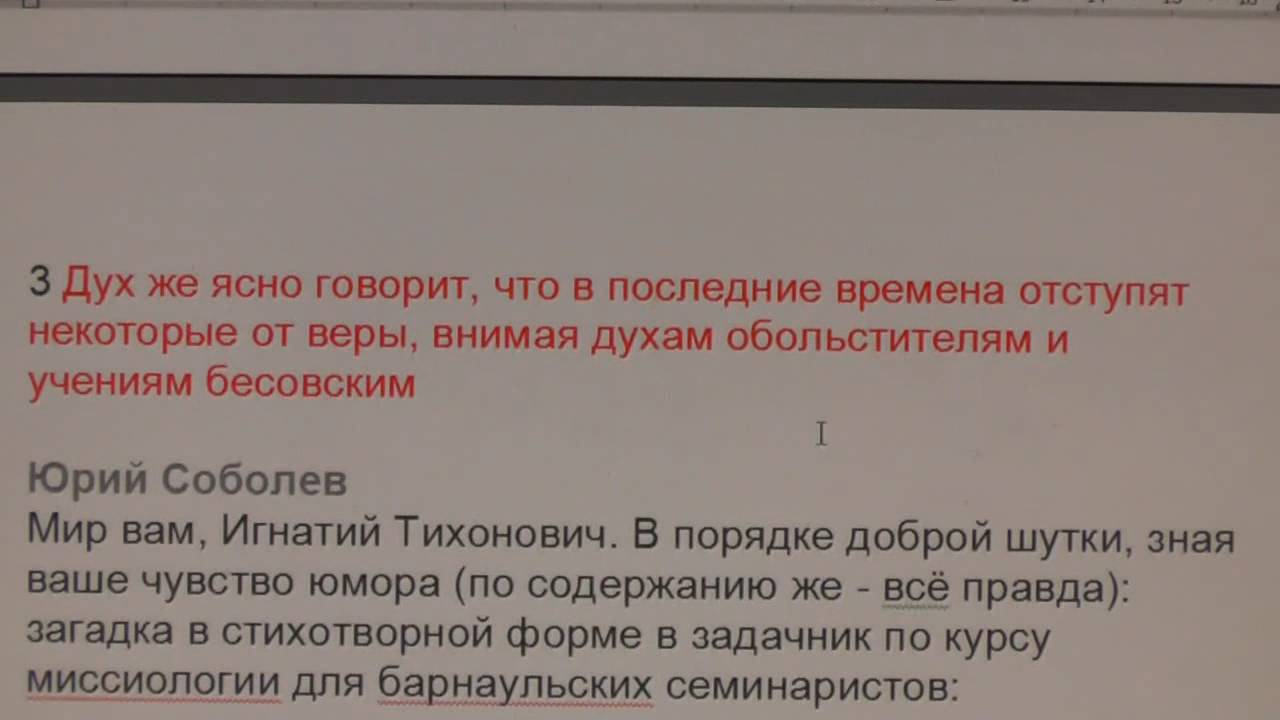 3 Дух же ясно говорит, что в последние времена отступят
некоторые от веры, внимая духам обольстителям и
учениям бесовским
Юрий Соболев
Мир вам, Игнатий Тихонович. В порядке доброй шутки, зная
ваше чувство юмора (по содержанию же - всё правда):
загадка в стихотворной форме в задачник по курсу
миссиологии для барнаульских семинаристов: